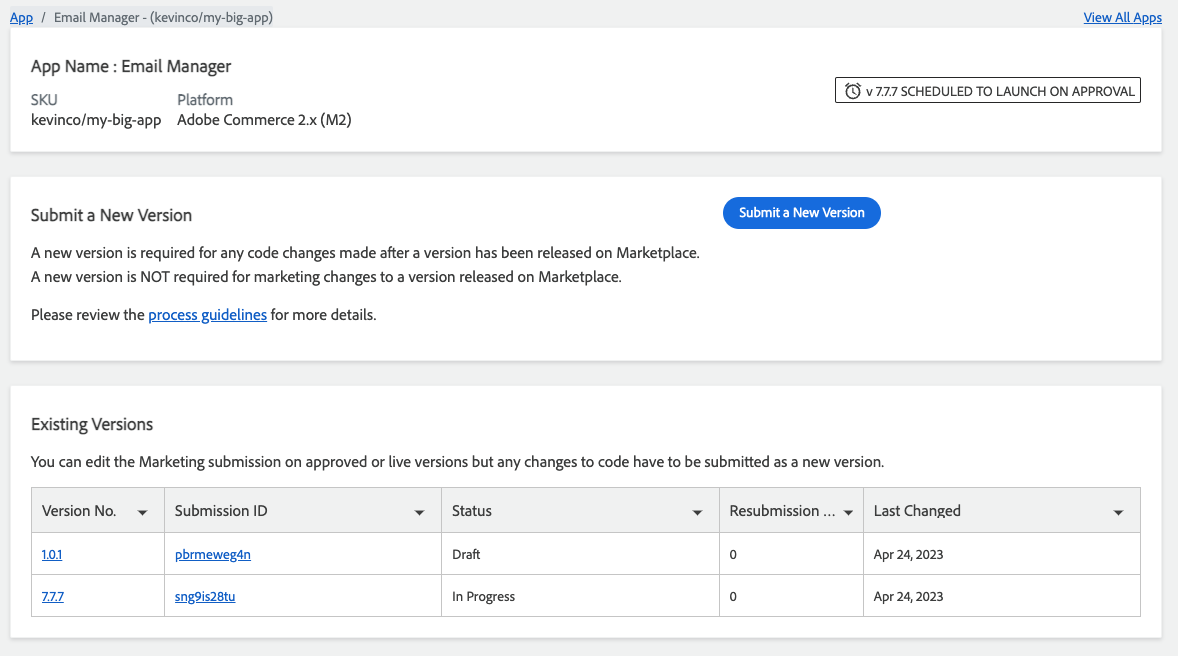 App / Email Manager - (kevinco/my-big-app)
View All Apps
App Name : Email Manager
SKU
kevinco/my-big-app
Platform
Adobe Commerce 2.x (M2)
v 7.7.7 SCHEDULED TO LAUNCH ON APPROVAL
Submit a New Version
Submit a New Version
A new version is required for any code changes made after a version has been released on Marketplace.
A new version is NOT required for marketing changes to a version released on Marketplace.
Please review the process guidelines for more details.
Existing Versions
You can edit the Marketing submission on approved or live versions but any changes to code have to be submitted as a new version.
Version No. Submission ID Status Resubmission ... Last Changed
1.0.1 pbrmeweg4n Draft 0 Apr 24, 2023
7.7.7 sng9is28tu In Progress 0 Apr 24, 2023